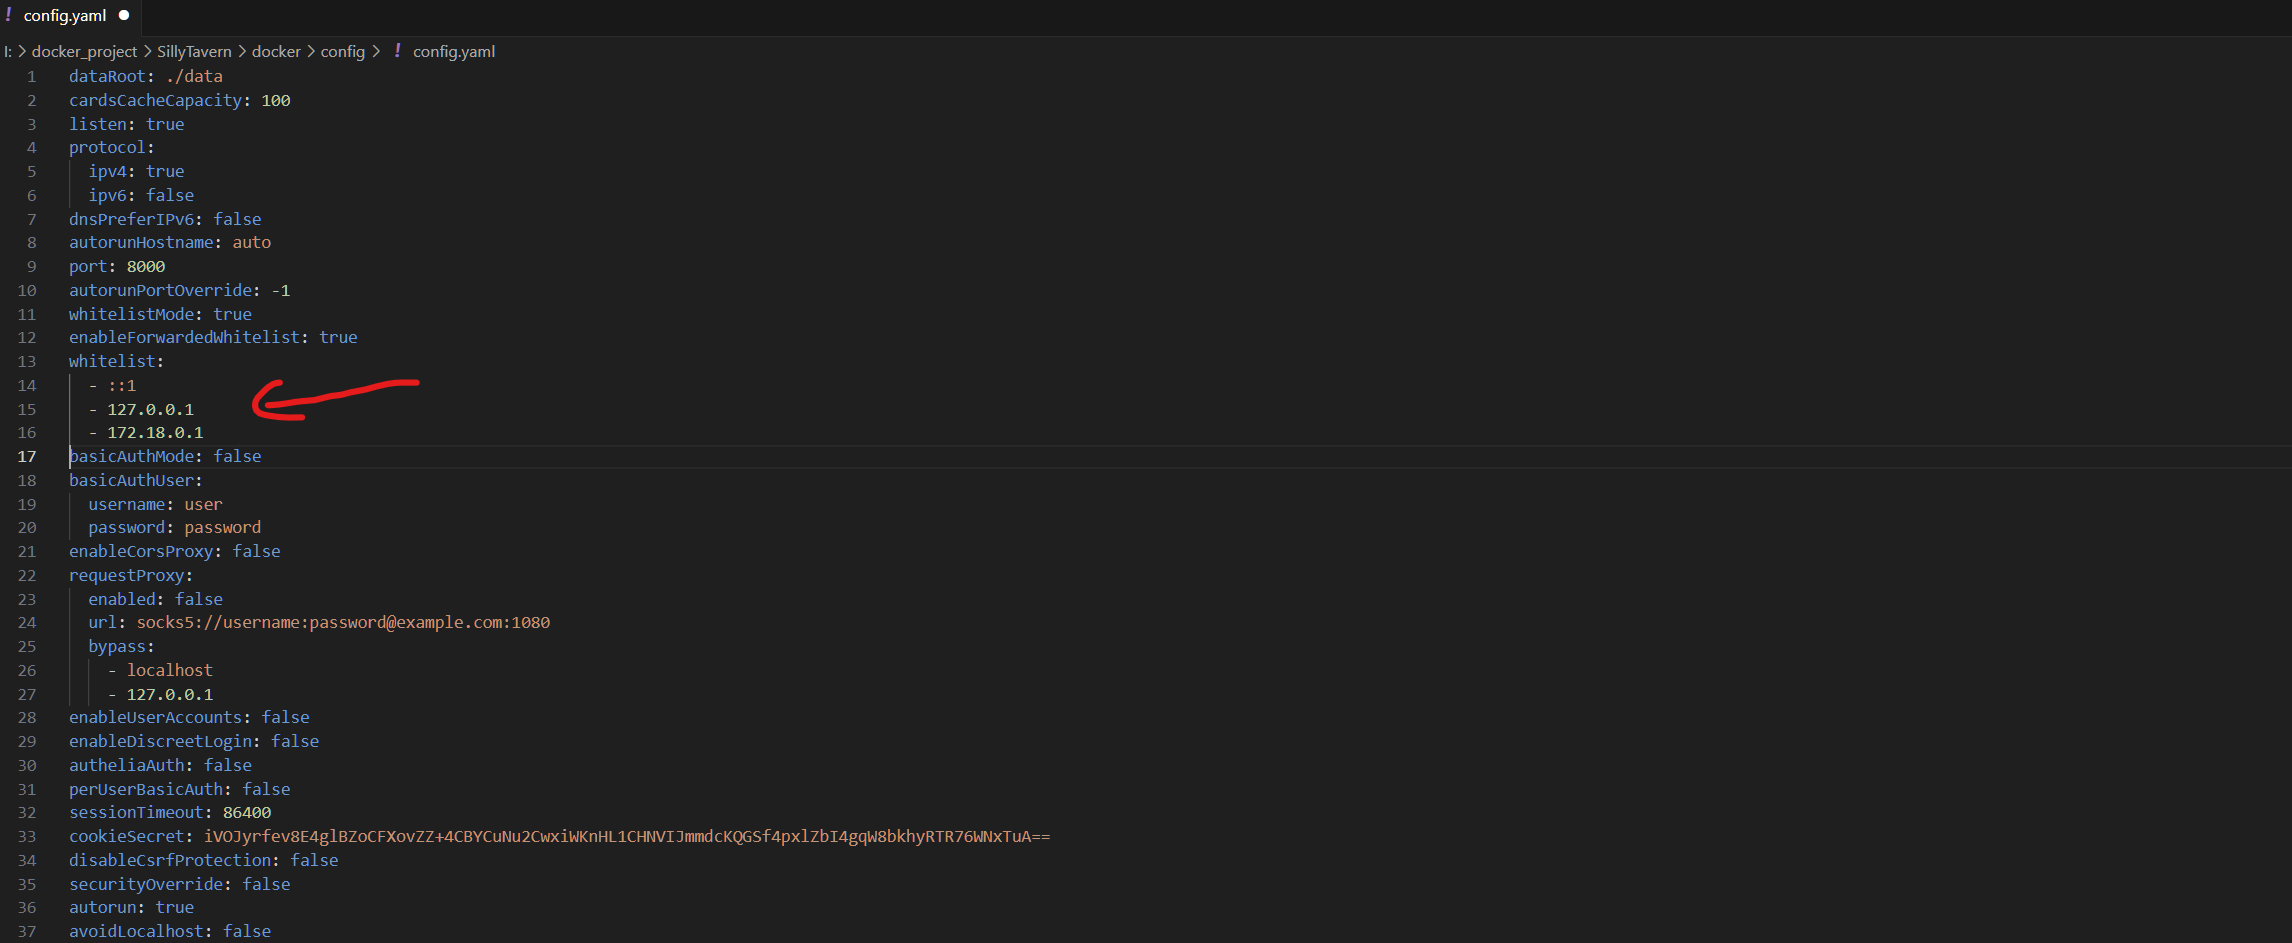 ! config.yaml ●
I: > docker_project > SillyTavern > docker > config > ! config.yaml
1 dataRoot: ./data
2 cardsCacheCapacity: 100
3 listen: true
4 protocol:
5 ipv4: true
6 ipv6: false
7 dnsPreferIPv6: false
8 autorunHostname: auto
9 port: 8000
10 autorunPortOverride: -1
11 whitelistMode: true
12 enableForwardedWhitelist: true
13 whitelist:
14 - ::1
15 - 127.0.0.1
16 - 172.18.0.1
17 basicAuthMode: false
18 basicAuthUser:
19 username: user
20 password: password
21 enableCorsProxy: false
22 requestProxy:
23 enabled: false
24 url: socks5://username:password@example.com:1080
25 bypass:
26 - localhost
27 - 127.0.0.1
28 enableUserAccounts: false
29 enableDiscreetLogin: false
30 autheliaAuth: false
31 perUserBasicAuth: false
32 sessionTimeout: 86400
33 cookieSecret: iVOJyrfev8E4glBZoCFXovZZ+4CBYCuNu2CwxiWKnHL1CHNVIJmmdcKQGSf4pxlZbI4gqW8bkhyRTR76WNxTuA==
34 disableCsrfProtection: false
35 securityOverride: false
36 autorun: true
37 avoidLocalhost: false